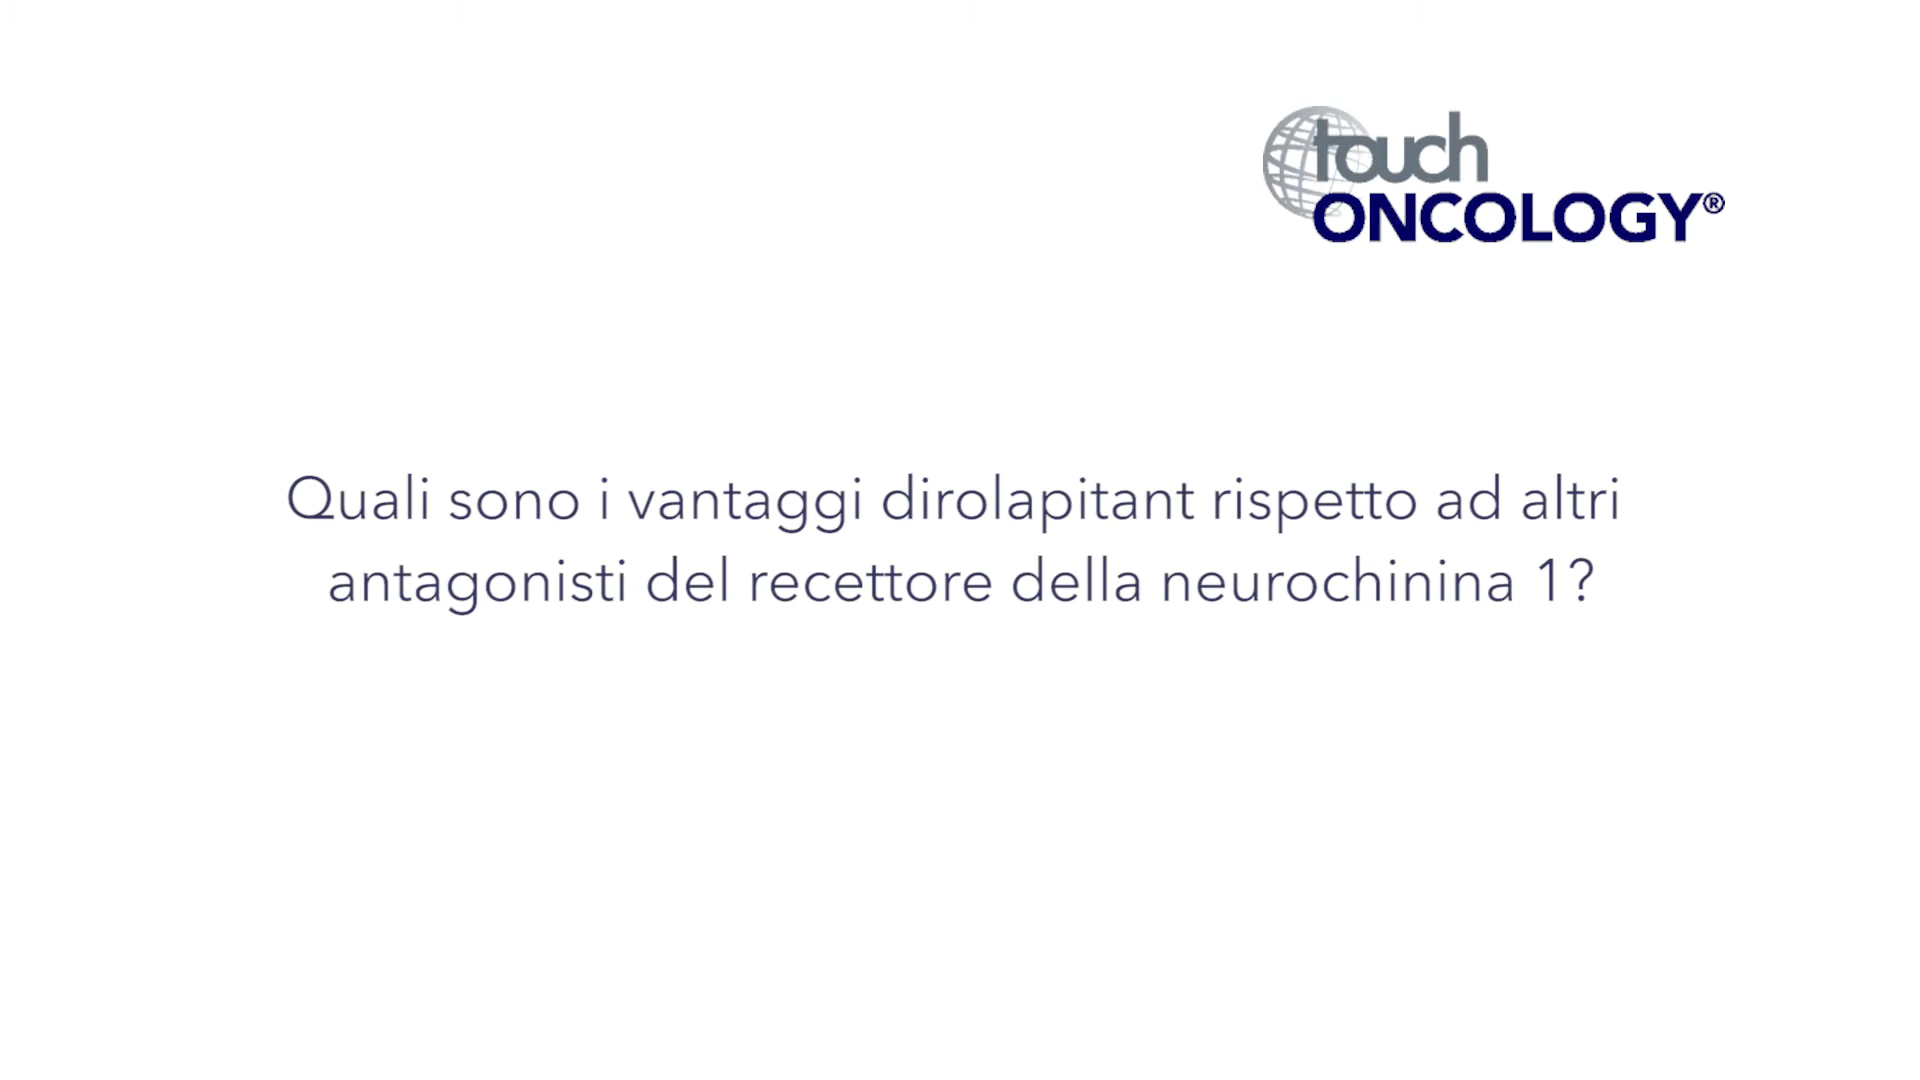 touch
ONCOLOGY®
Quali sono i vantaggi dirolapitant rispetto ad altri
antagonisti del recettore della neurochinina 1?